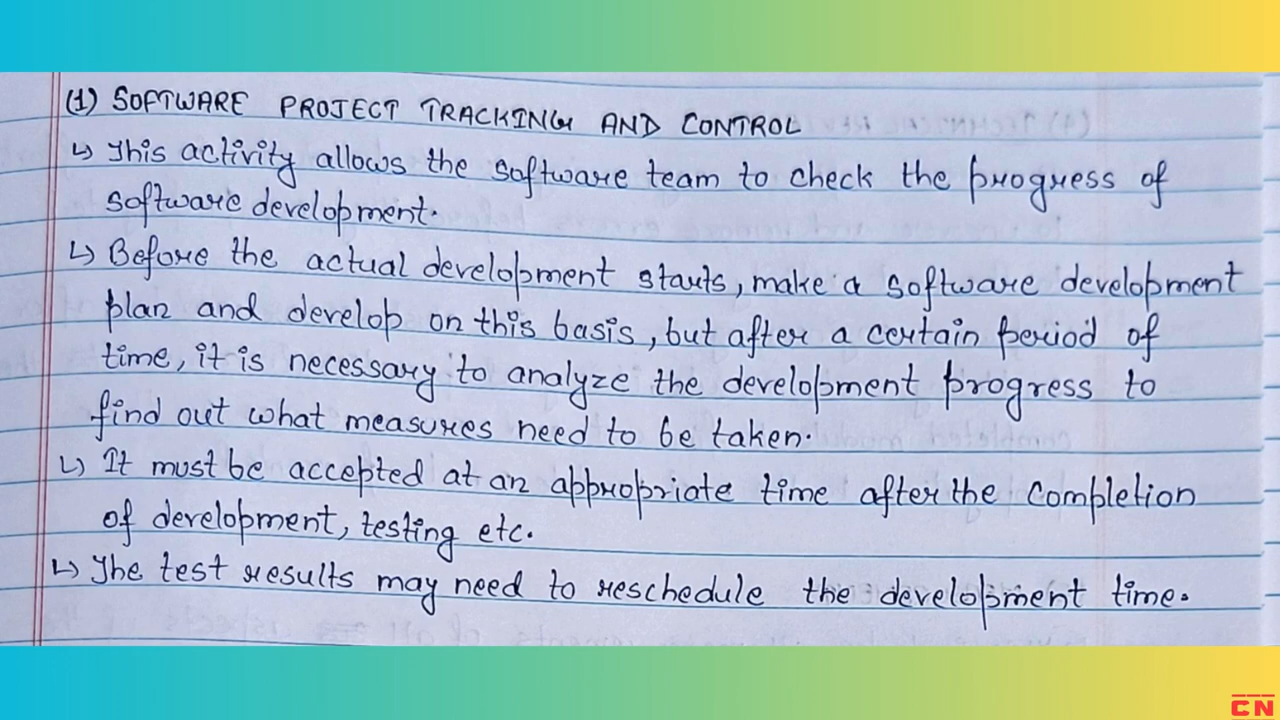 (1) SOFTWARE PROJECT TRACKING AND CONTROL
↳ This activity allows the software team to check the progress of
software development.
↳ Before the actual development starts, make a software development
plan and develop on this basis, but after a certain period of
time, it is necessary to analyze the development progress to
find out what measures need to be taken.
↳ It must be accepted at an appropriate time after the completion
of development, testing etc.
↳ The test results may need to reschedule the development time.
CN